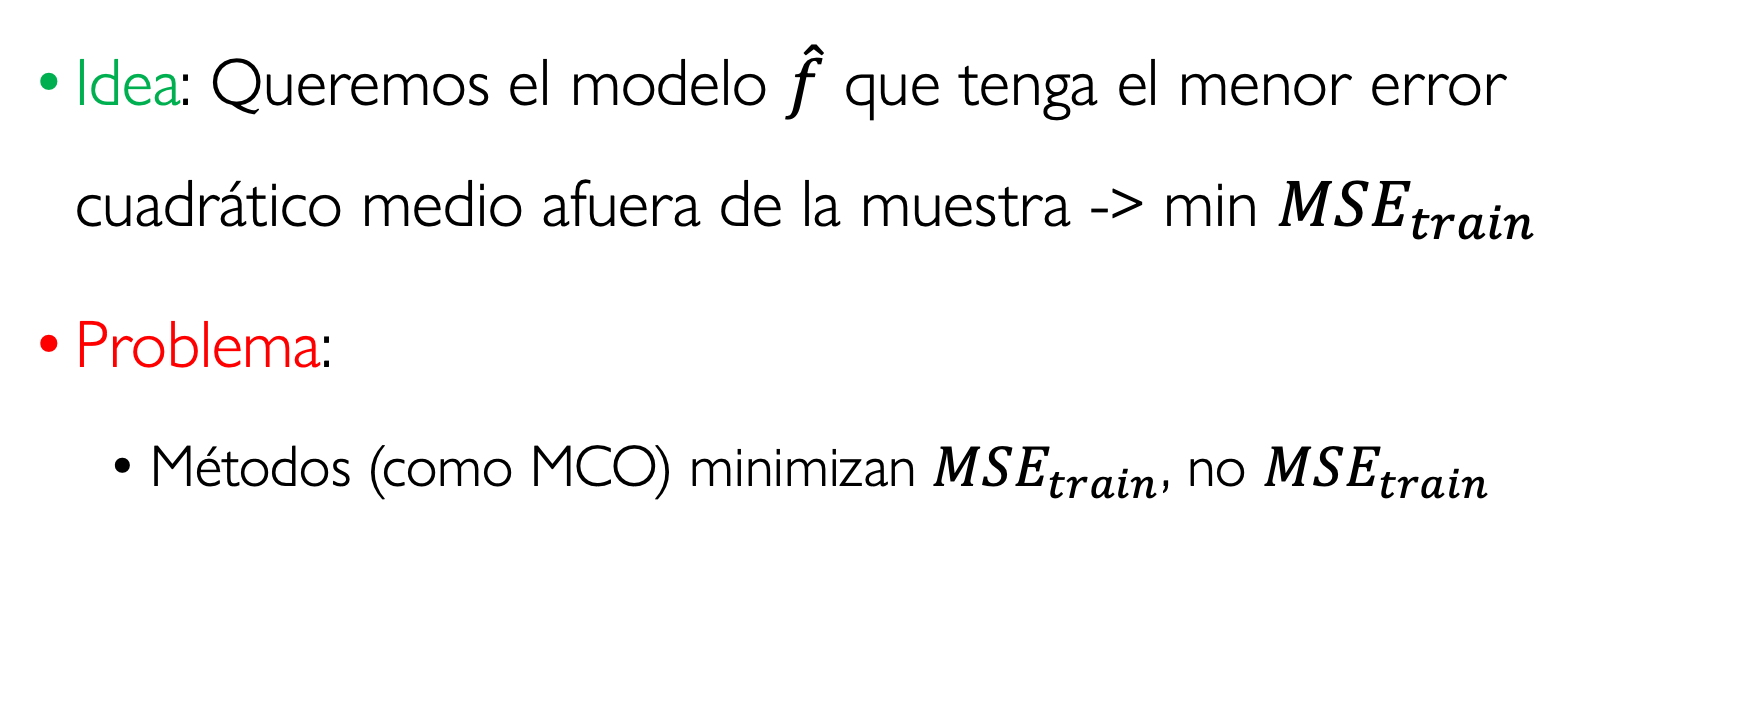 • Idea: Queremos el modelo f̂ que tenga el menor error
cuadrático medio afuera de la muestra -> min MSE_train
• Problema:
• Métodos (como MCO) minimizan MSE_train, no MSE_train